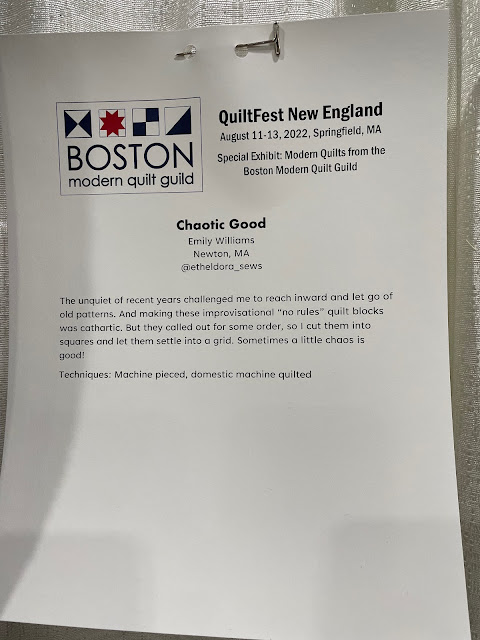 BOSTON
modern quilt guild
QuiltFest New England
August 11-13, 2022, Springfield, MA
Special Exhibit: Modern Quilts from the
Boston Modern Quilt Guild
Chaotic Good
Emily Williams
Newton, MA
@etheldora_sews
The unquiet of recent years challenged me to reach inward and let go of
old patterns. And making these improvisational “no rules” quilt blocks
was cathartic. But they called out for some order, so I cut them into
squares and let them settle into a grid. Sometimes a little chaos is
good!
Techniques: Machine pieced, domestic machine quilted